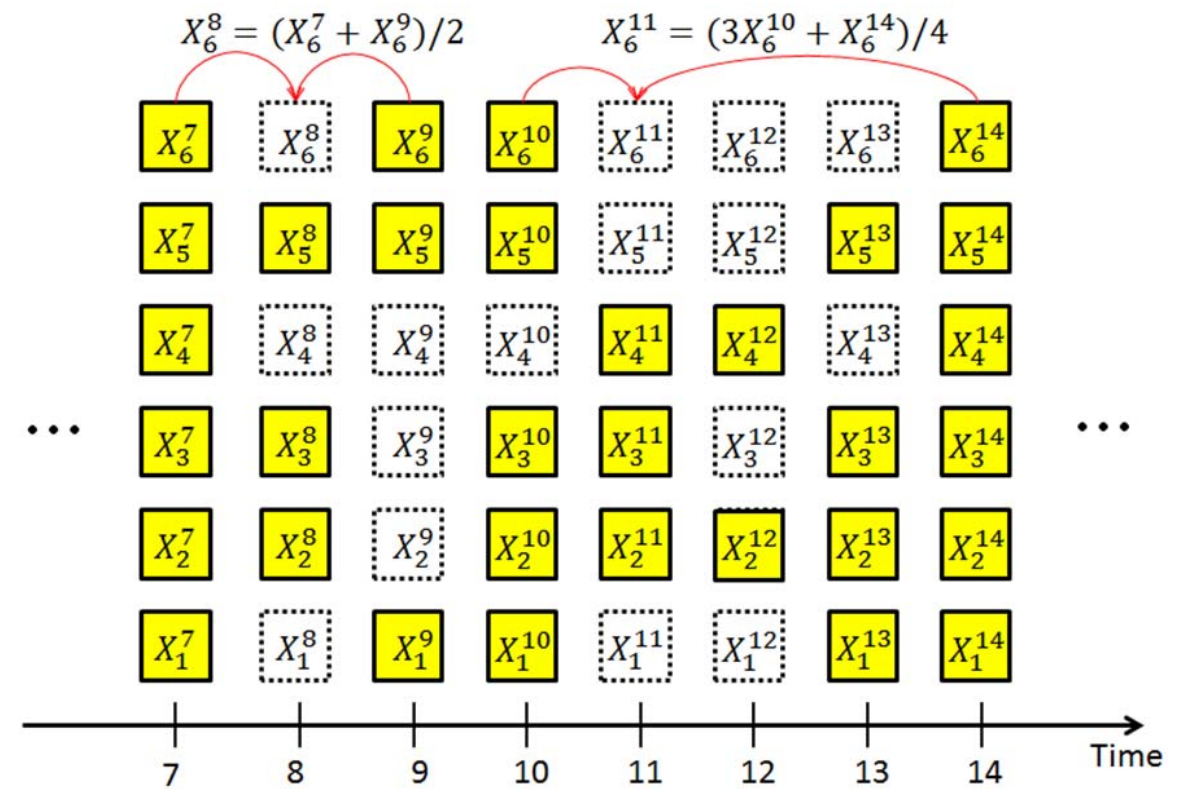 X_6^8 = (X_6^7 + X_6^9)/2 X_6^11 = (3X_6^10 + X_6^14)/4
X_6^7 X_6^8 X_6^9 X_6^10 X_6^11 X_6^12 X_6^13 X_6^14
X_5^7 X_5^8 X_5^9 X_5^10 X_5^11 X_5^12 X_5^13 X_5^14
X_4^7 X_4^8 X_4^9 X_4^10 X_4^11 X_4^12 X_4^13 X_4^14
... X_3^7 X_3^8 X_3^9 X_3^10 X_3^11 X_3^12 X_3^13 X_3^14 ...
X_2^7 X_2^8 X_2^9 X_2^10 X_2^11 X_2^12 X_2^13 X_2^14
X_1^7 X_1^8 X_1^9 X_1^10 X_1^11 X_1^12 X_1^13 X_1^14
Time
7 8 9 10 11 12 13 14